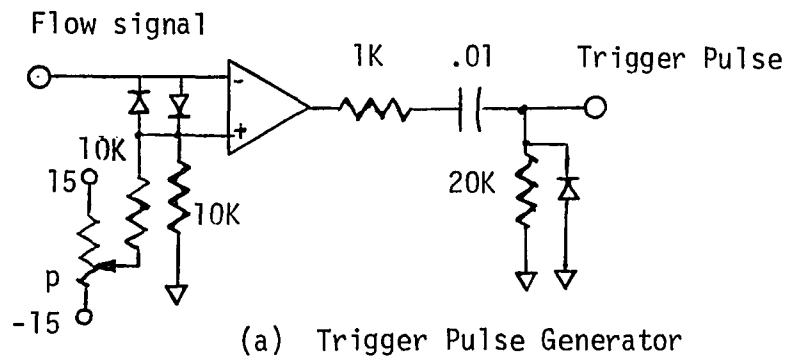 Flow signal
1K
.01
Trigger Pulse
-
+
10K
15
20K
10K
p
-15
(a) Trigger Pulse Generator